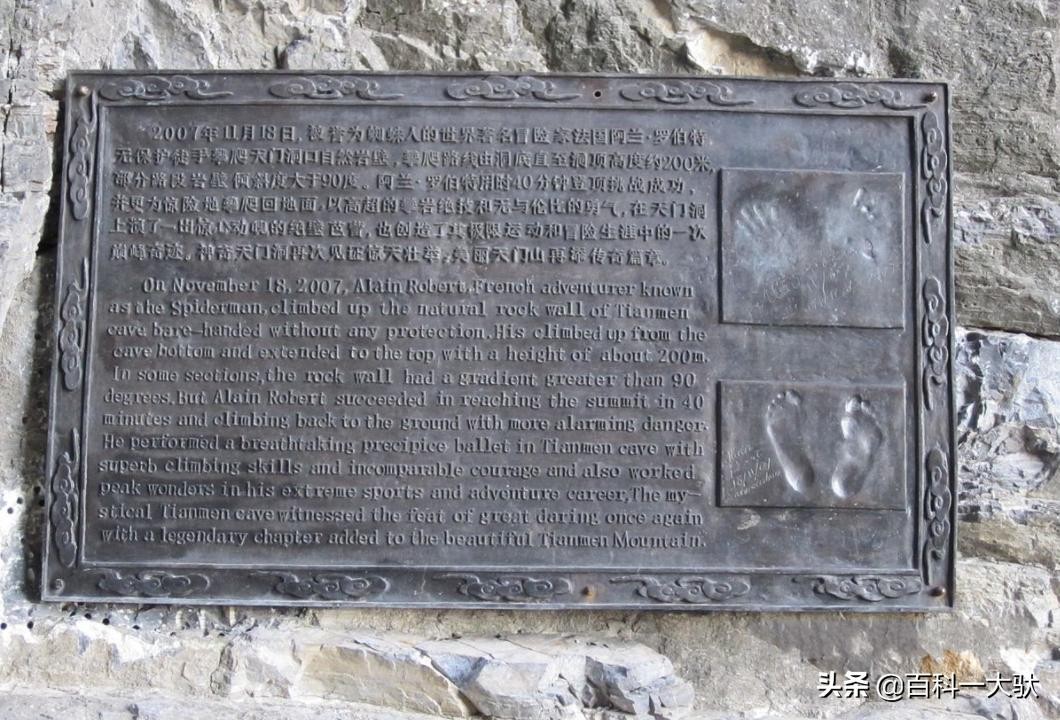 2007年11月18日，被誉为蜘蛛人的世界著名冒险家法国阿兰·罗伯特，
无保护徒手攀爬天门洞口自然岩壁，攀爬路线由洞底直至洞顶高度约200米，
部分路段岩壁倾斜度大于90度。阿兰·罗伯特用时40分钟登顶挑战成功，
并更为惊险地攀爬回地面，以高超的攀岩绝技和无与伦比的勇气，在天门洞
上演了一出惊心动魄的绝壁芭蕾，也创造了其极限运动和冒险生涯中的一次
巅峰奇迹。神奇天门洞再次见证惊天壮举，美丽天门山再添传奇篇章。
On November 18, 2007, Alain Robert, French adventurer known
as the Spiderman, climbed up the natural rock wall of Tianmen
cave bare-handed without any protection. His climbed up from the
cave bottom and extended to the top with a height of about 200m.
In some sections, the rock wall had a gradient greater than 90
degrees. But Alain Robert succeeded in reaching the summit in 40
minutes and climbing back to the ground with more alarming danger.
He performed a breathtaking precipice ballet in Tianmen cave with
superb climbing skills and incomparable courage and also worked
peak wonders in his extreme sports and adventure career, The my-
stical Tianmen cave witnessed the feat of great daring once again
with a legendary chapter added to the beautiful Tianmen Mountain.
头条 @百科一大驮